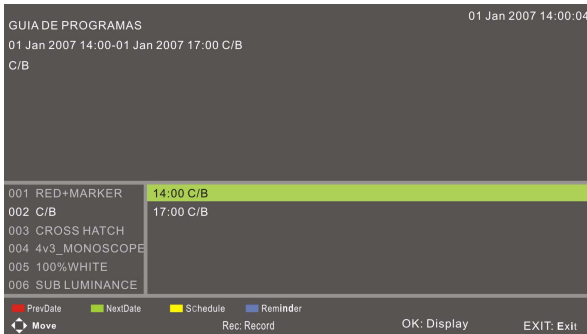 GUIA DE PROGRAMAS 01 Jan 2007 14:00:04
01 Jan 2007 14:00-01 Jan 2007 17:00 C/B
C/B
001 RED+MARKER 14:00 C/B
002 C/B 17:00 C/B
003 CROSS HATCH
004 4v3_MONOSCOPE
005 100%WHITE
006 SUB LUMINANCE
PrevDate NextDate Schedule Reminder
Move Rec: Record OK: Display EXIT: Exit